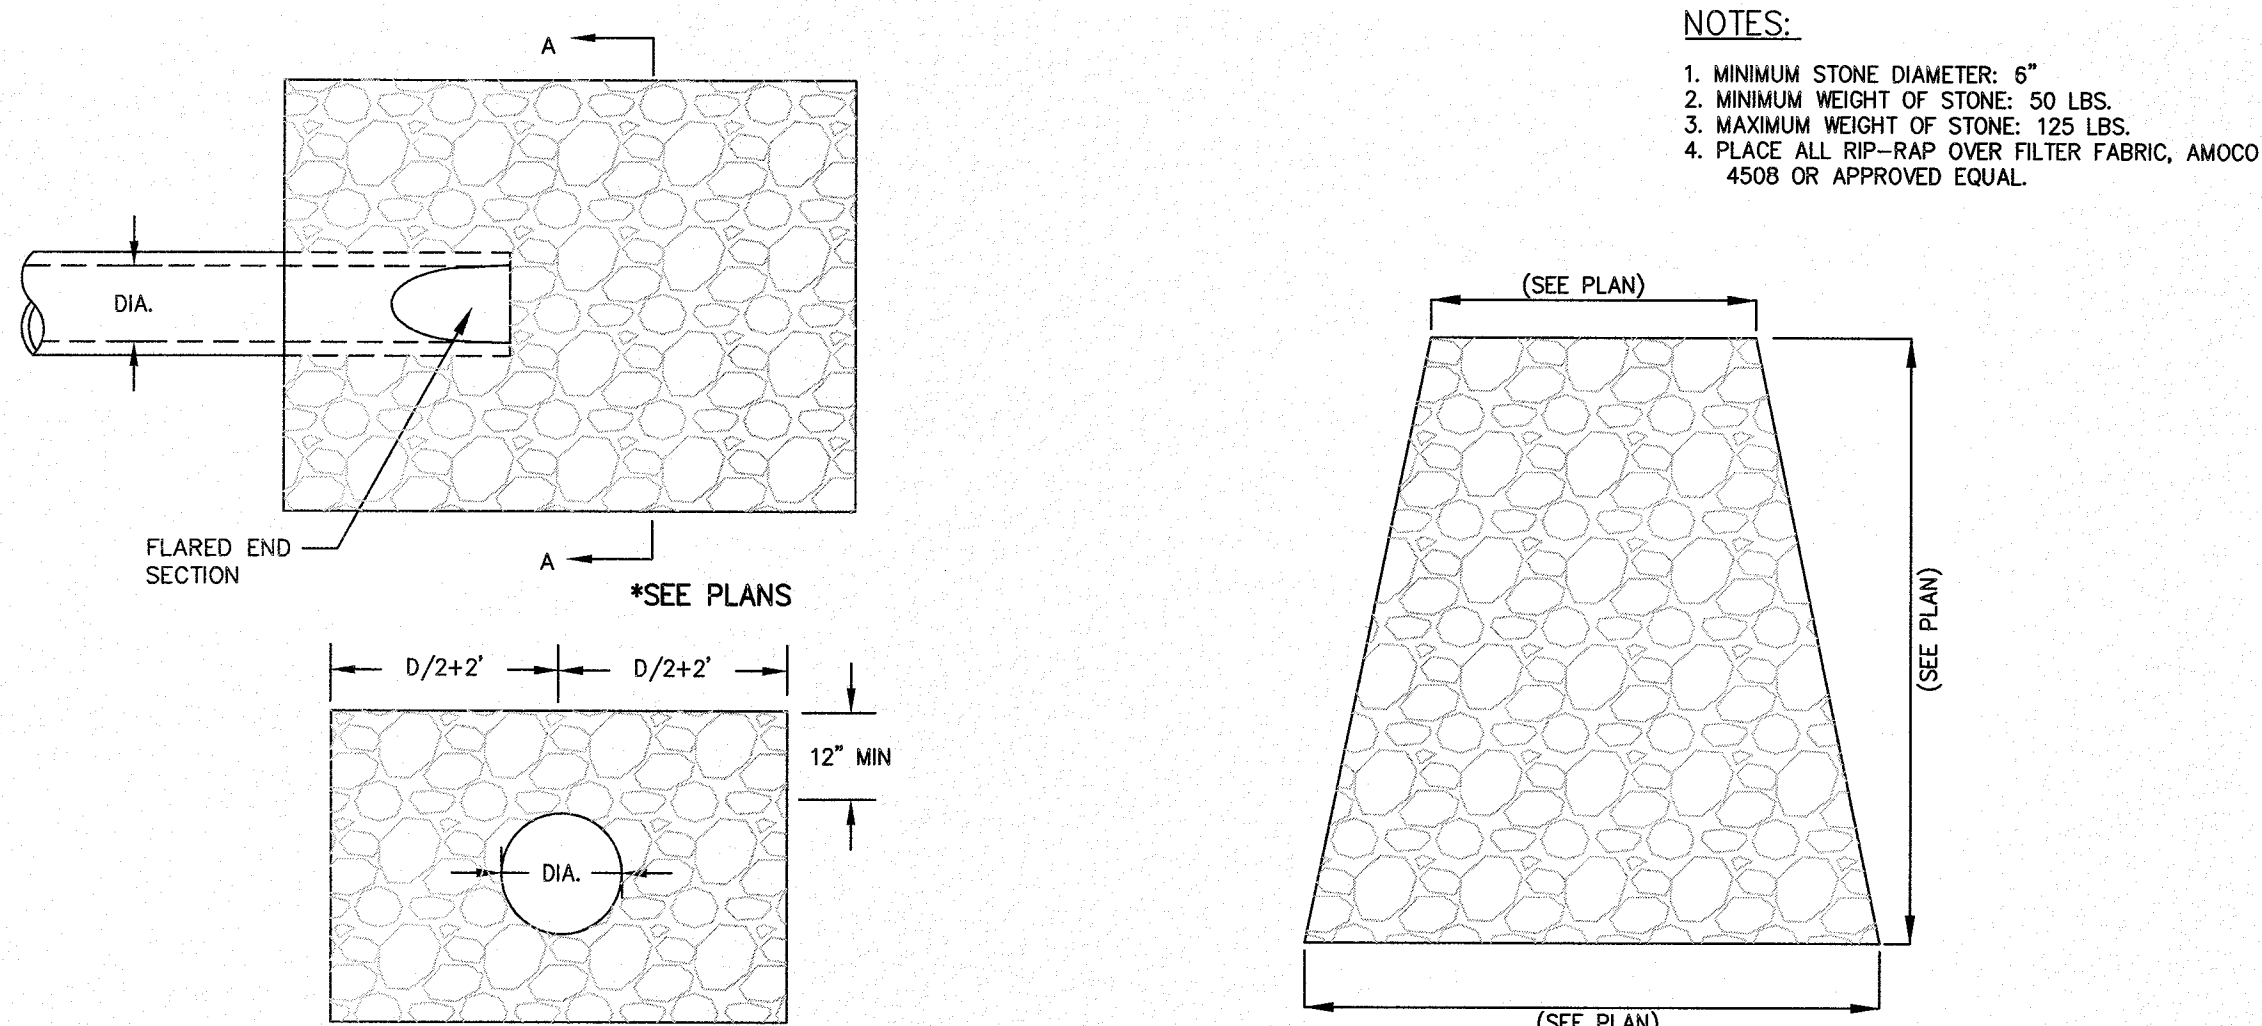 NOTES:
1. MINIMUM STONE DIAMETER: 6"
2. MINIMUM WEIGHT OF STONE: 50 LBS.
3. MAXIMUM WEIGHT OF STONE: 125 LBS.
4. PLACE ALL RIP-RAP OVER FILTER FABRIC, AMOCO
4508 OR APPROVED EQUAL.
A
DIA.
FLARED END
SECTION
A
*SEE PLANS
D/2+2'
D/2+2'
12" MIN
DIA.
(SEE PLAN)
(SEE PLAN)
(SEE PLAN)